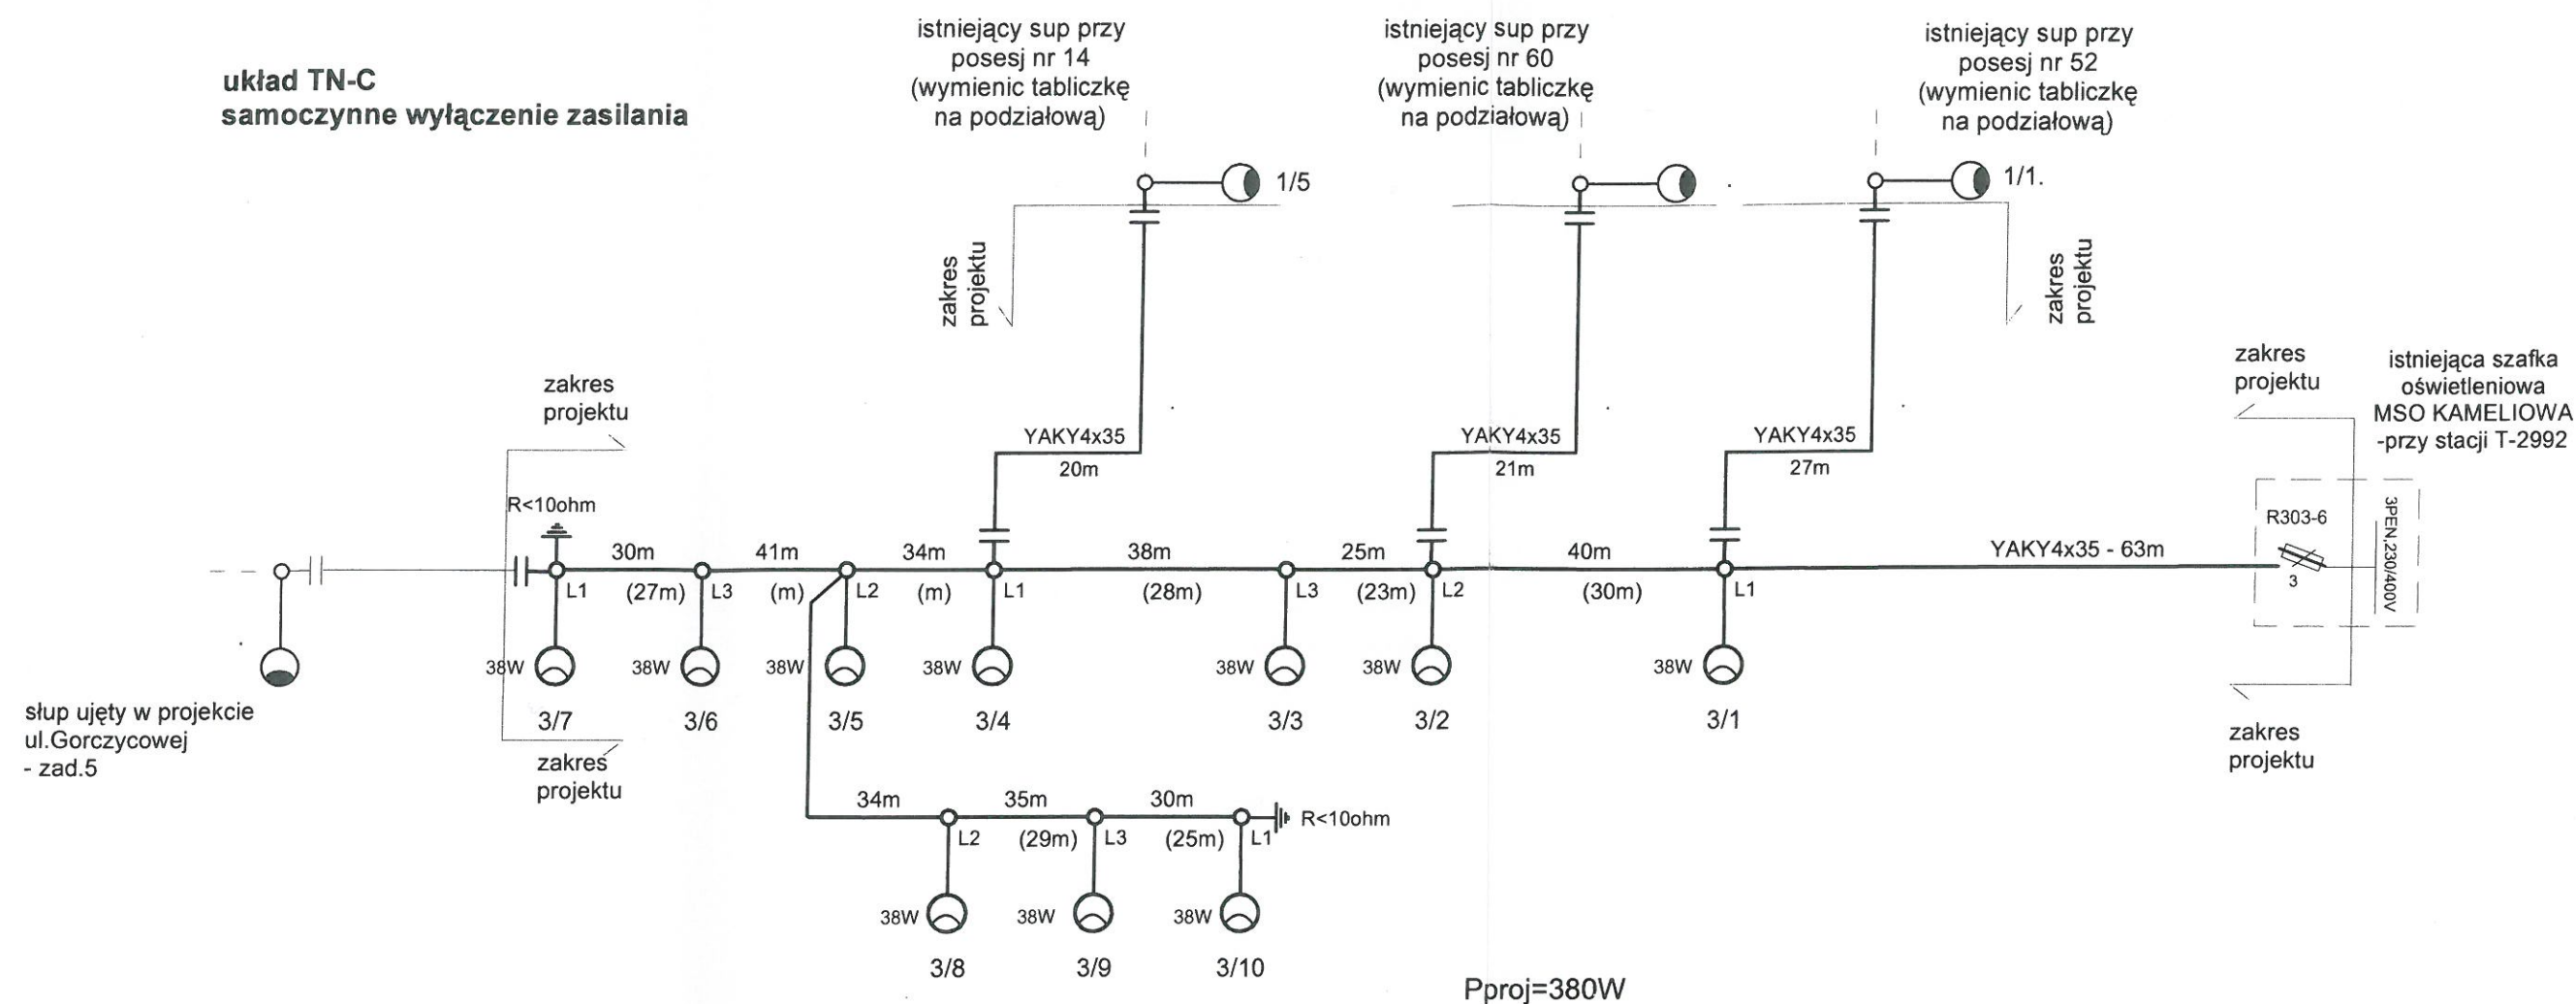 układ TN-C
samoczynne wyłączenie zasilania
istniejący sup przy
posesj nr 14
(wymienic tabliczkę
na podziałową)
istniejący sup przy
posesj nr 60
(wymienic tabliczkę
na podziałową)
istniejący sup przy
posesj nr 52
(wymienic tabliczkę
na podziałową)
1/5
1/1.
zakres
projektu
zakres
projektu
zakres
projektu
zakres
projektu
istniejąca szafka
oświetleniowa
MSO KAMELIOWA
-przy stacji T-2992
YAKY4x35
20m
YAKY4x35
21m
YAKY4x35
27m
R<10ohm
R303-6
3
3PEN,230/400V
30m
41m
34m
38m
25m
40m
YAKY4x35 - 63m
L1
(27m)
L3
(m)
L2
(m)
L1
(28m)
L3
(23m)
L2
(30m)
L1
38W
38W
38W
38W
38W
38W
38W
3/7
3/6
3/5
3/4
3/3
3/2
3/1
słup ujęty w projekcie
ul.Gorczycowej
- zad.5
zakres
projektu
zakres
projektu
34m
35m
30m
R<10ohm
L2
(29m)
L3
(25m)
L1
38W
38W
38W
3/8
3/9
3/10
Pproj=380W